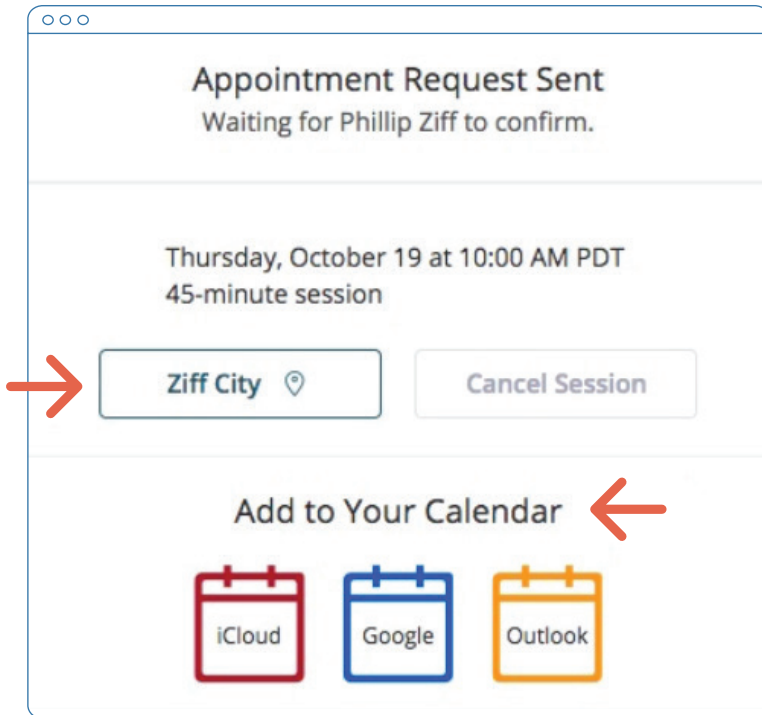 Appointment Request Sent
Waiting for Phillip Ziff to confirm.
Thursday, October 19 at 10:00 AM PDT
45-minute session
Ziff City
Cancel Session
Add to Your Calendar
iCloud
Google
Outlook